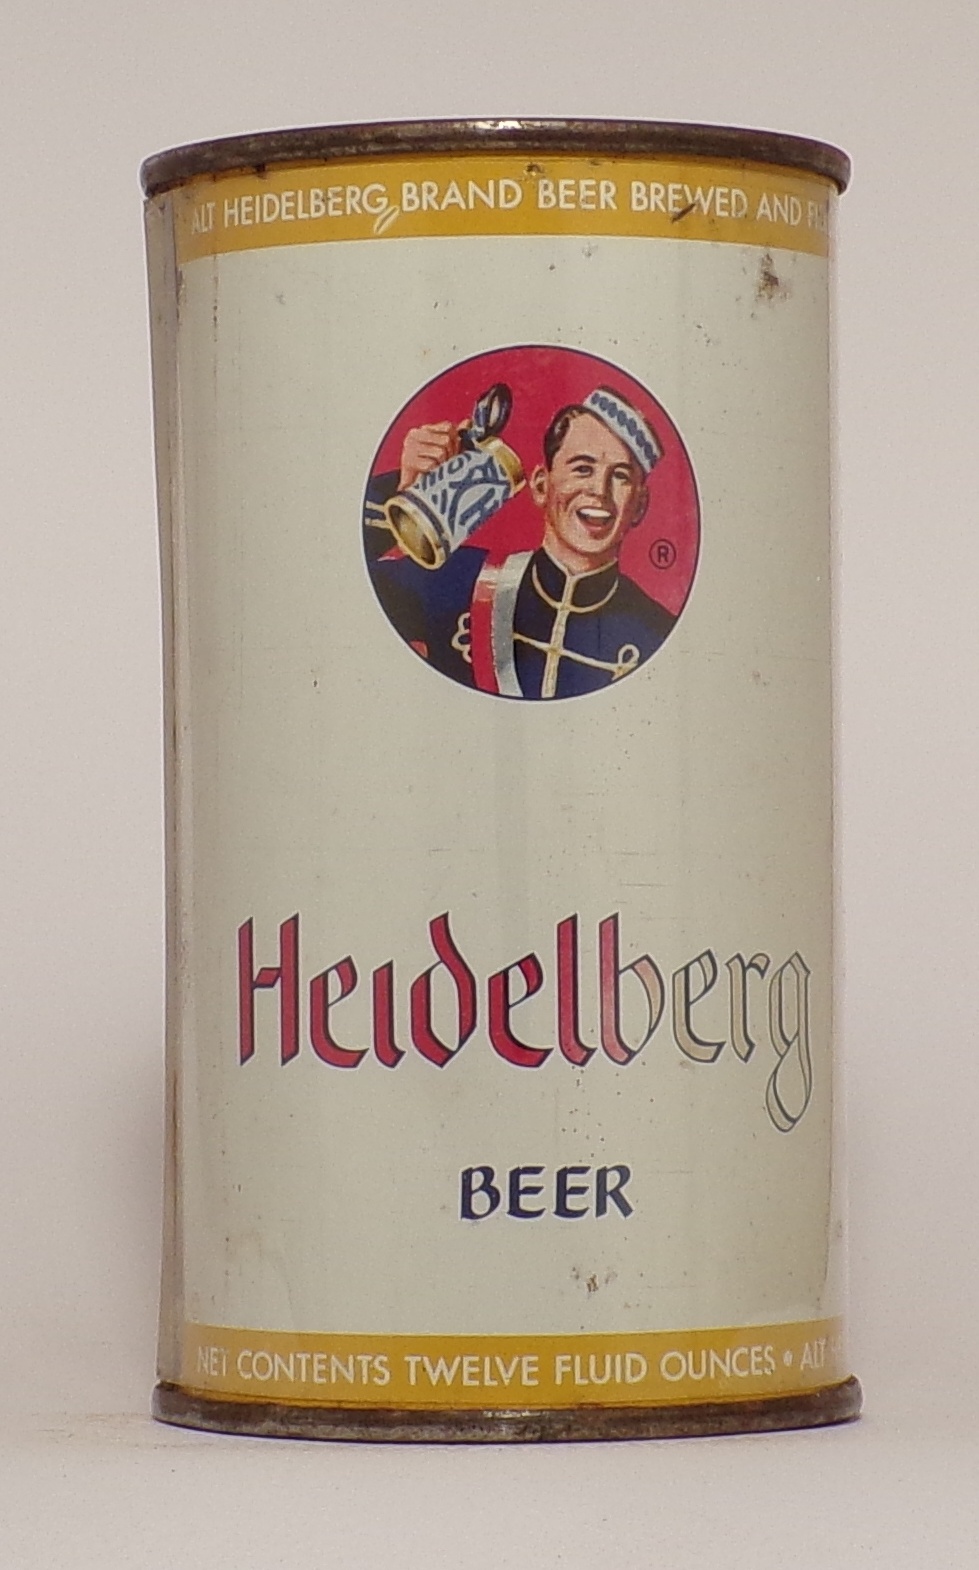 ALT HEIDELBERG BRAND BEER BREWED AND
®
Heidelberg
BEER
NET CONTENTS TWELVE FLUID OUNCES • ALT